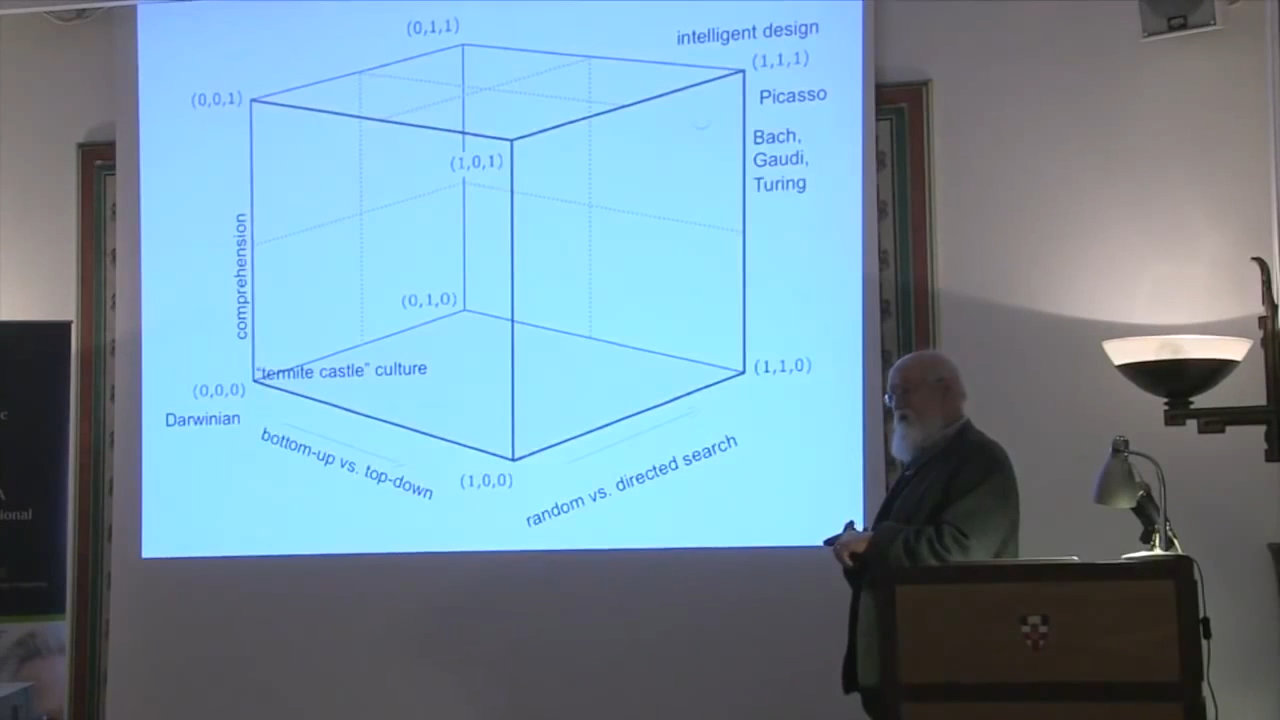 (0,1,1)
intelligent design
(1,1,1)
(0,0,1)
Picasso
Bach,
Gaudi,
Turing
(1,0,1)
comprehension
(0,1,0)
"termite castle" culture
(1,1,0)
(0,0,0)
Darwinian
bottom-up vs. top-down
(1,0,0)
random vs. directed search